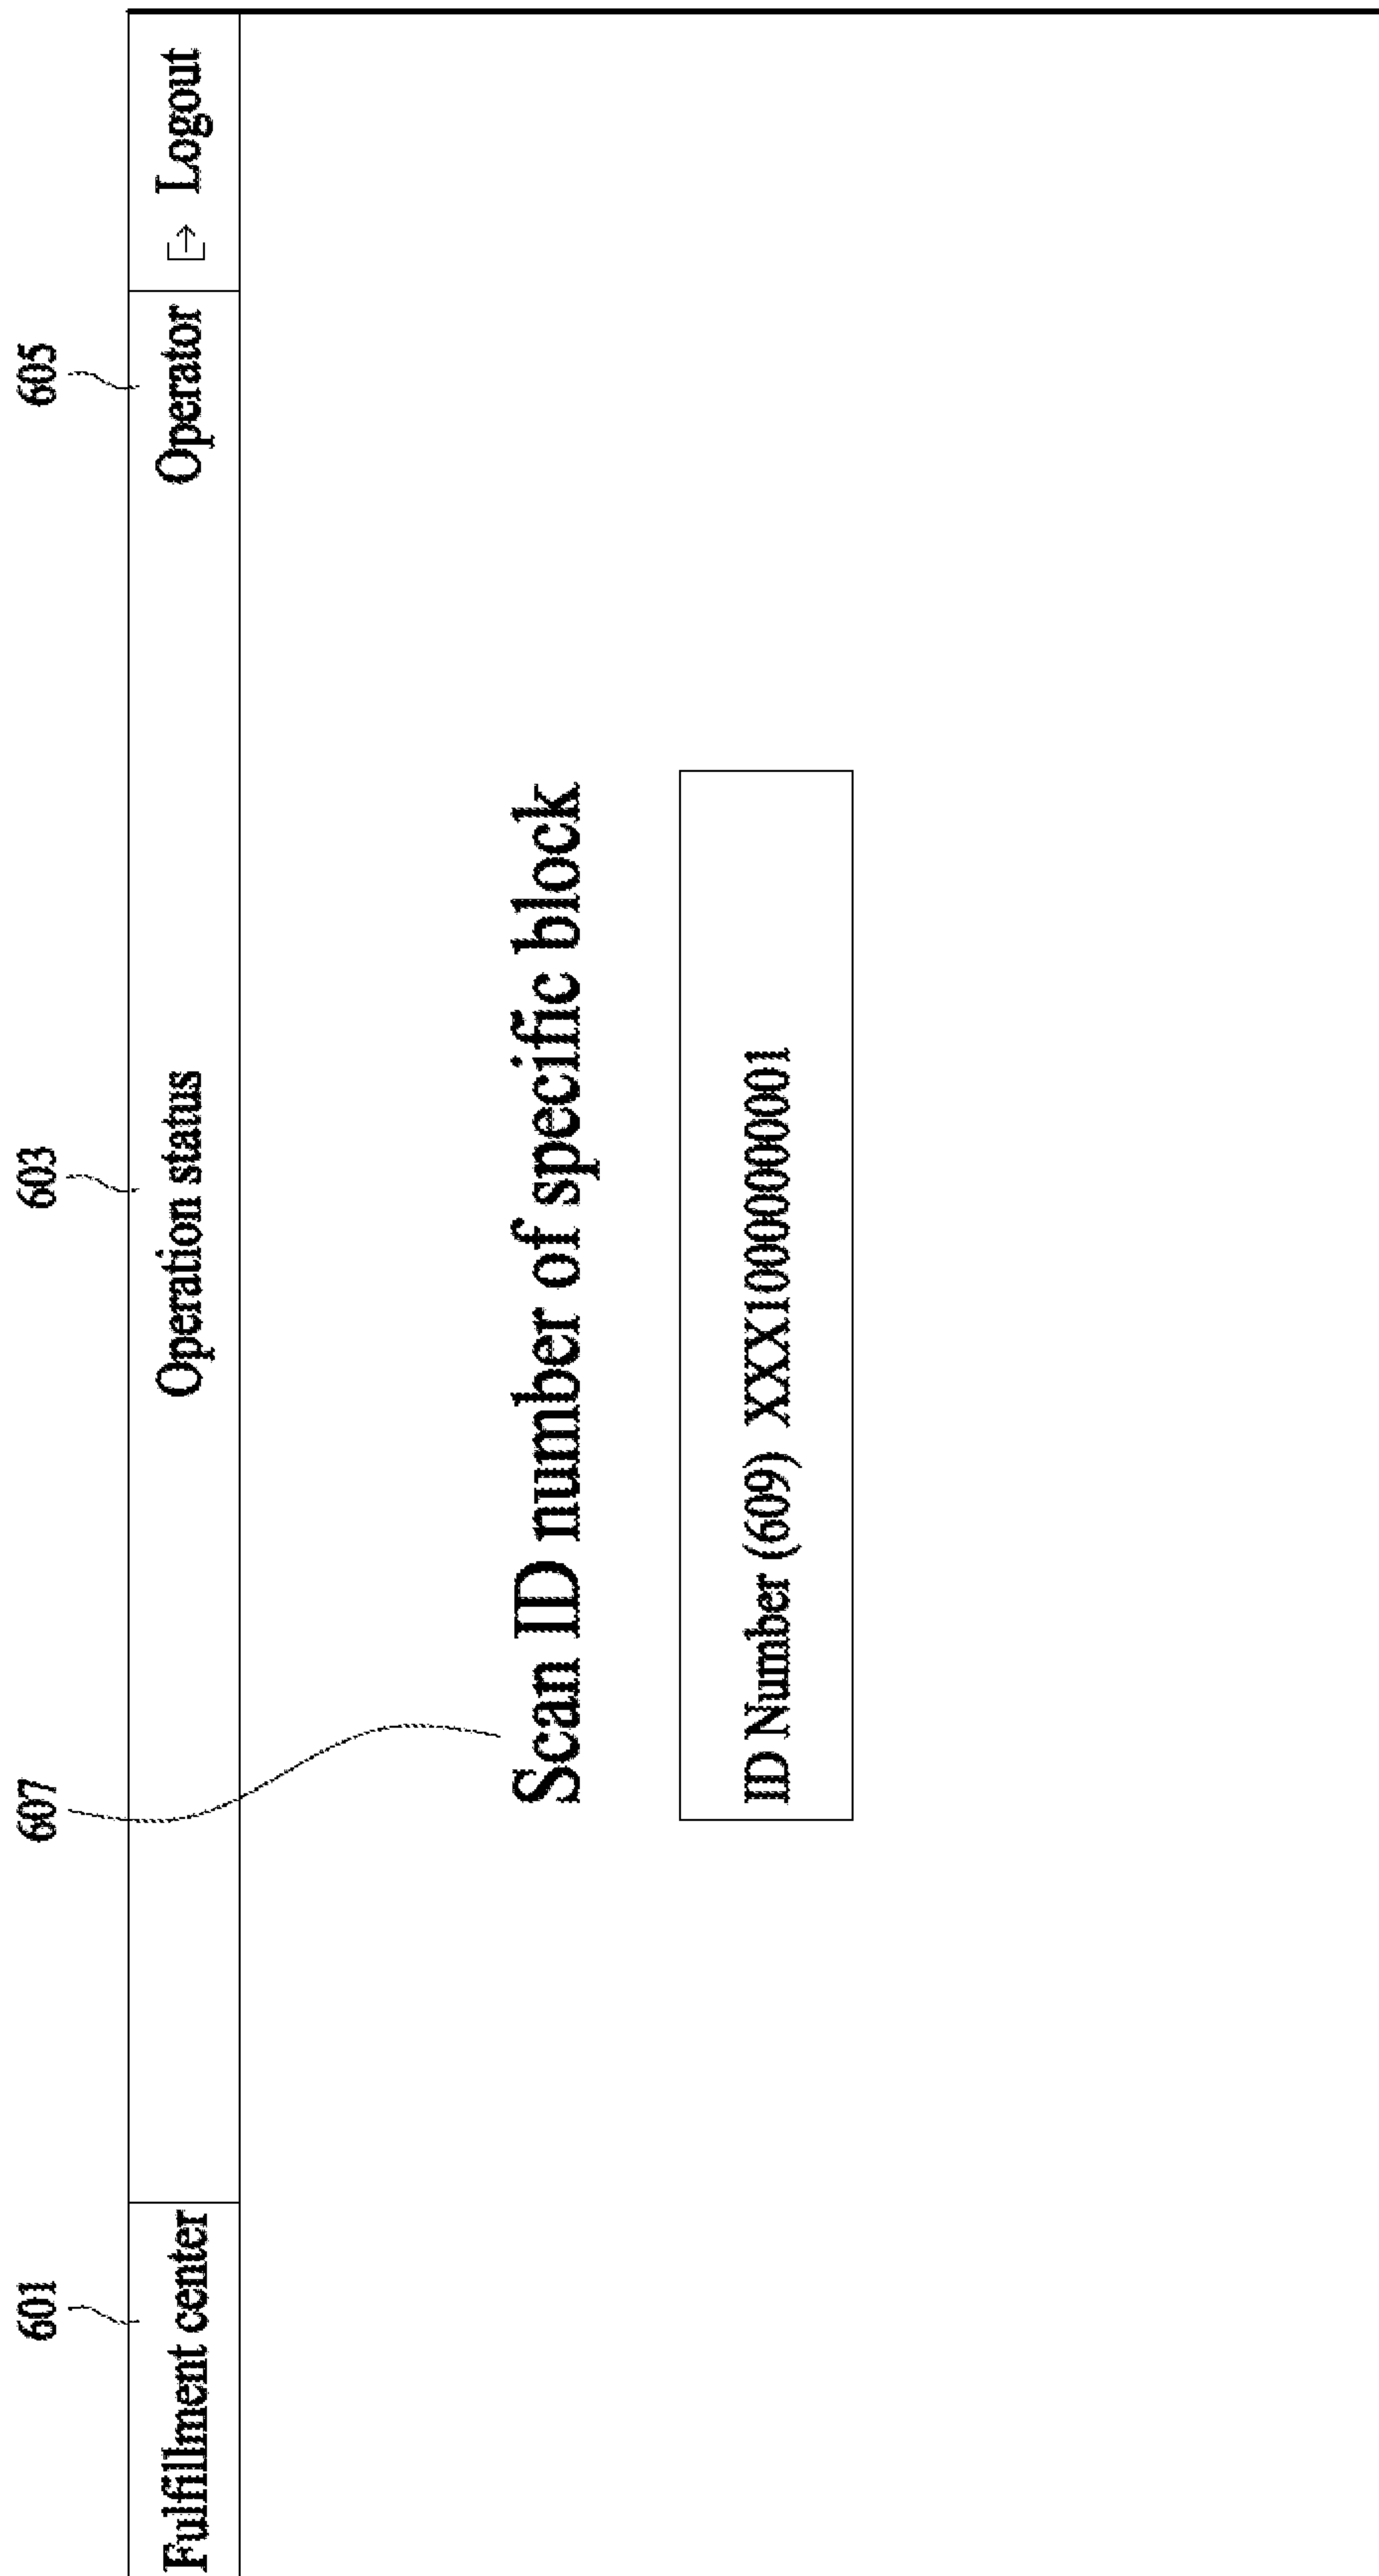 601 607 603 605
Fulfillment center Operation status Operator Logout
Scan ID number of specific block
ID Number (609) XXX1000000001